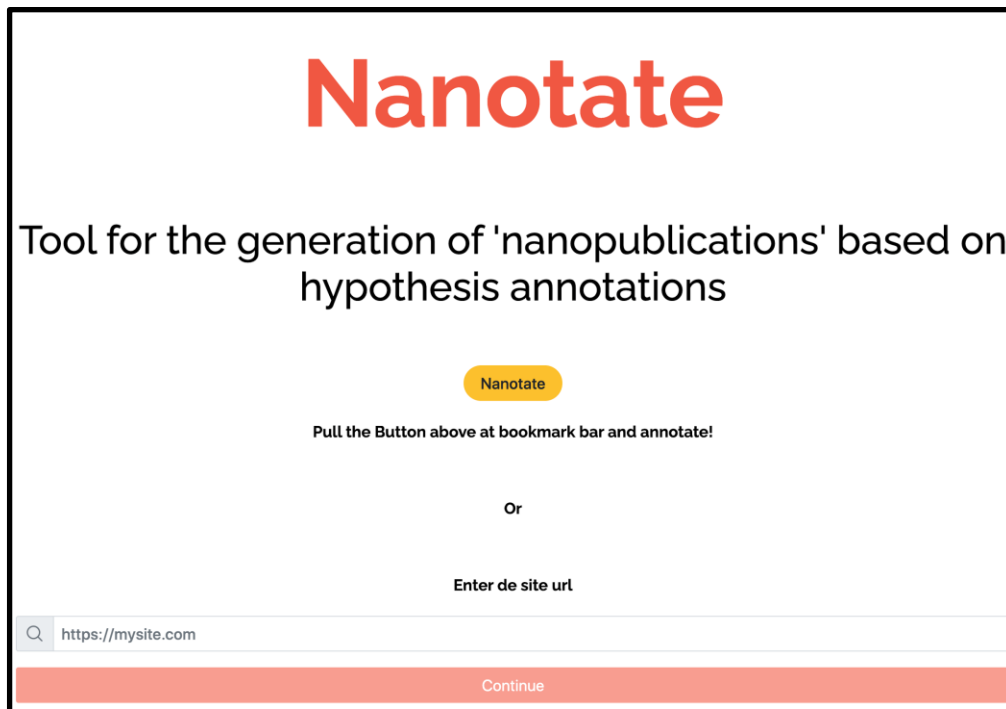 Nanotate
Tool for the generation of 'nanopublications' based on
hypothesis annotations
Nanotate
Pull the Button above at bookmark bar and annotate!
Or
Enter de site url
https://mysite.com
Continue